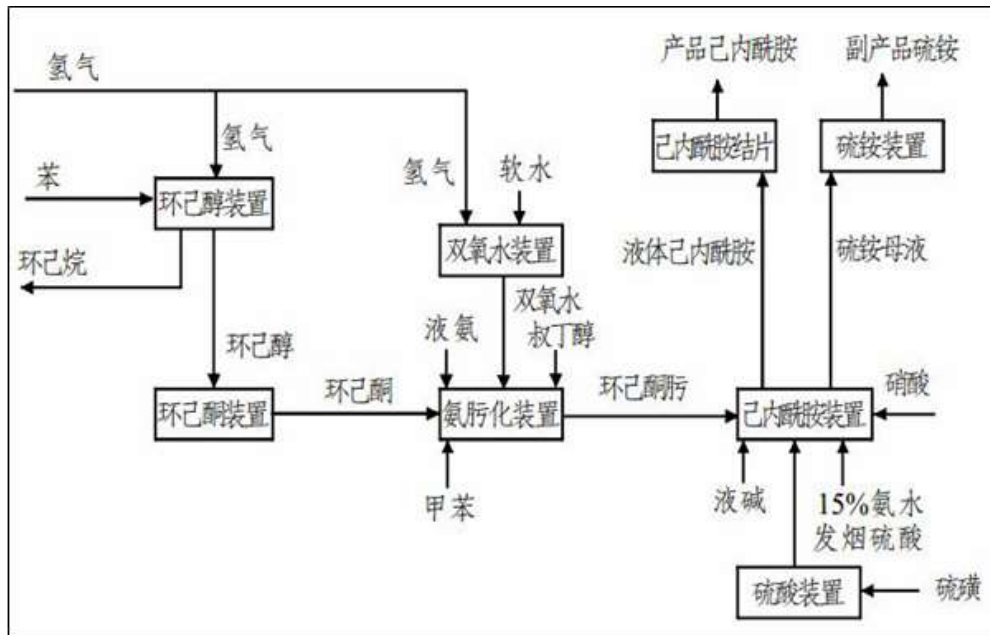 产品己内酰胺
副产品硫铵
氢气
己内酰胺结片
硫铵装置
氢气
氢气
软水
苯
环己醇装置
双氧水装置
液体己内酰胺
硫铵母液
环己烷
双氧水
叔丁醇
液氨
环己醇
环己酮
环己酮肟
硝酸
环己酮装置
氨肟化装置
己内酰胺装置
甲苯
液碱
15%氨水
发烟硫酸
硫酸装置
硫磺